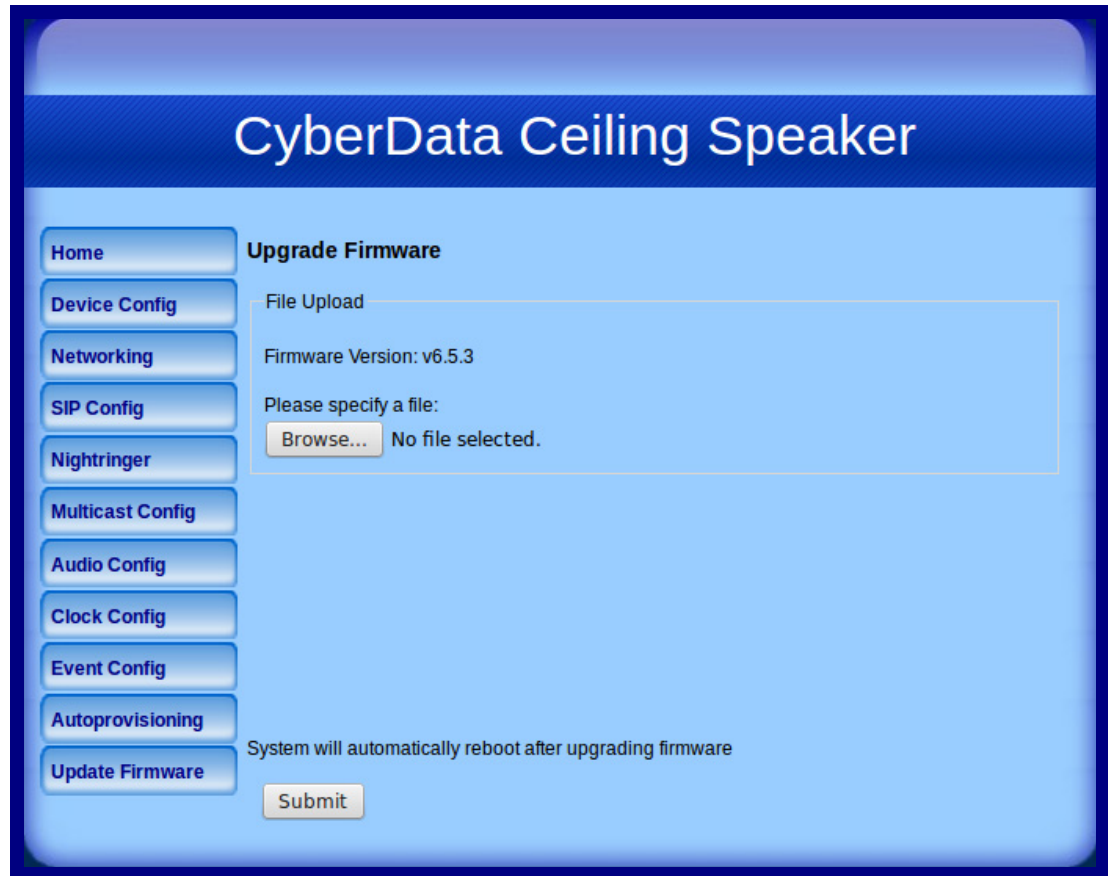 CyberData Ceiling Speaker
Home
Device Config
Networking
SIP Config
Nightringer
Multicast Config
Audio Config
Clock Config
Event Config
Autoprovisioning
Update Firmware
Upgrade Firmware
File Upload
Firmware Version: v6.5.3
Please specify a file:
Browse... No file selected.
System will automatically reboot after upgrading firmware
Submit